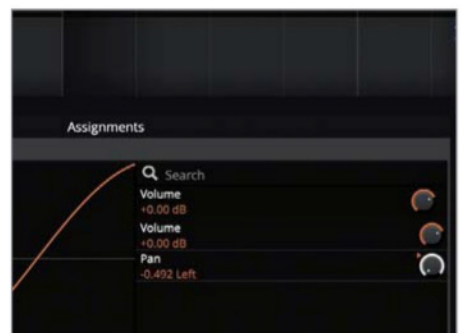 Assignments
Search
Volume
+0.00 dB
Volume
+0.00 dB
Pan
-0.492 Left